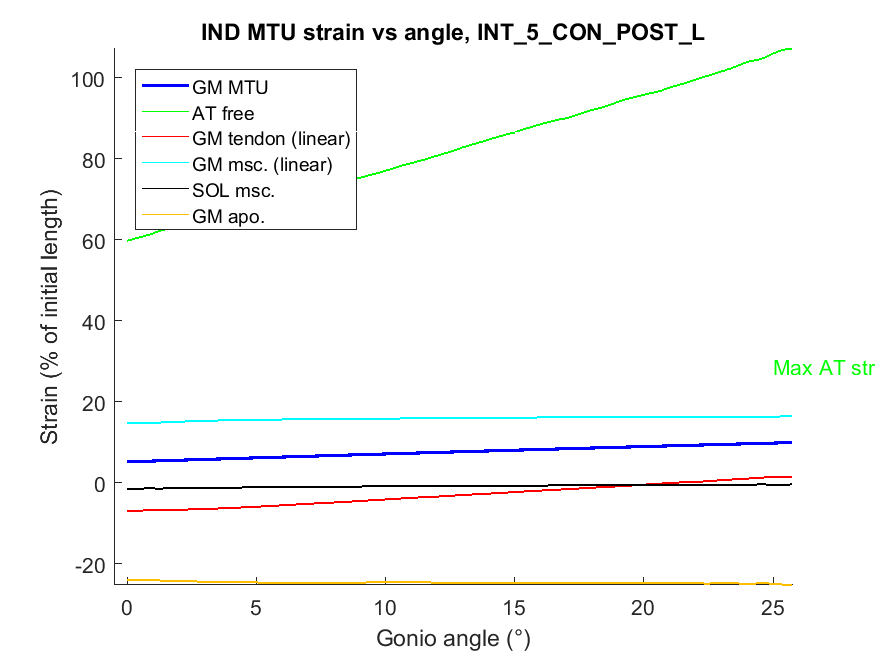 IND MTU strain vs angle, INT_5_CON_POST_L
Strain (% of initial length)
100
80
60
40
20
0
-20
GM MTU
AT free
GM tendon (linear)
GM msc. (linear)
SOL msc.
GM apo.
Max AT str
0 5 10 15 20 25
Gonio angle (°)